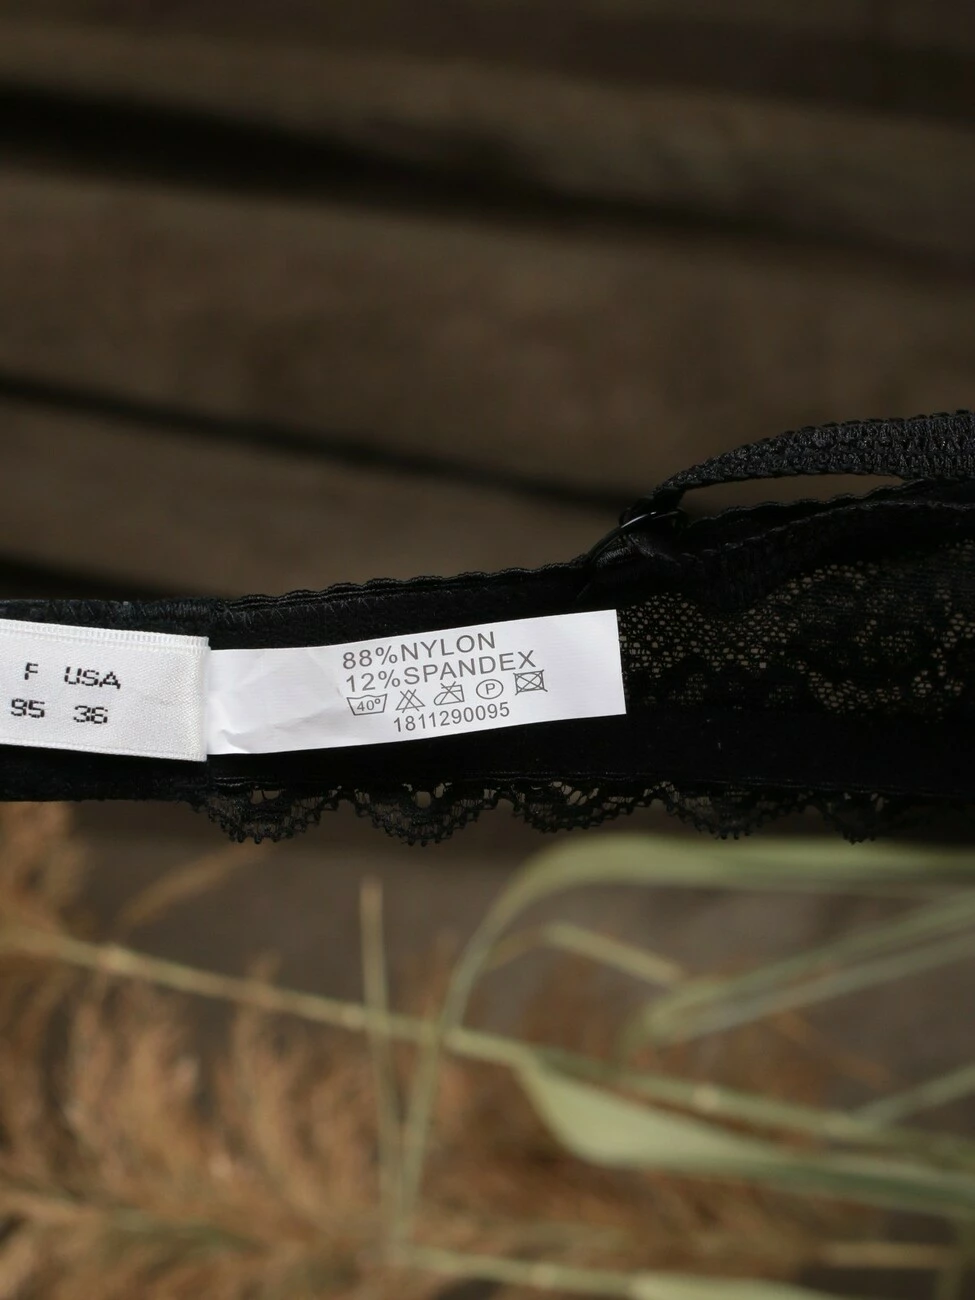 F USA
95 36
88%NYLON
12%SPANDEX
40° P
1811290095